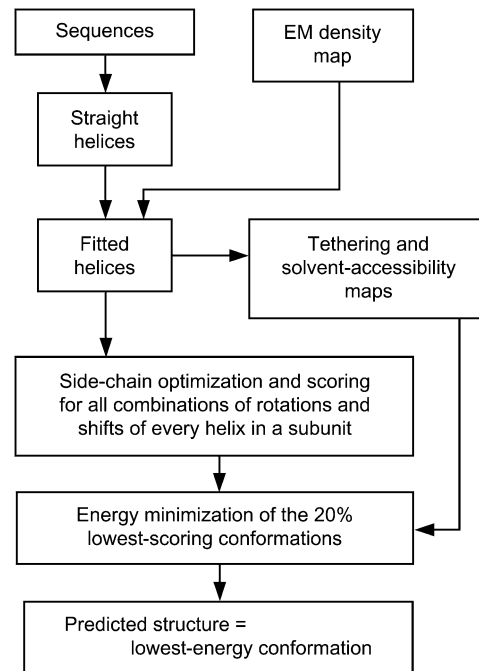 Sequences
EM density
map
Straight
helices
Fitted
helices
Tethering and
solvent-accessibility
maps
Side-chain optimization and scoring
for all combinations of rotations and
shifts of every helix in a subunit
Energy minimization of the 20%
lowest-scoring conformations
Predicted structure =
lowest-energy conformation